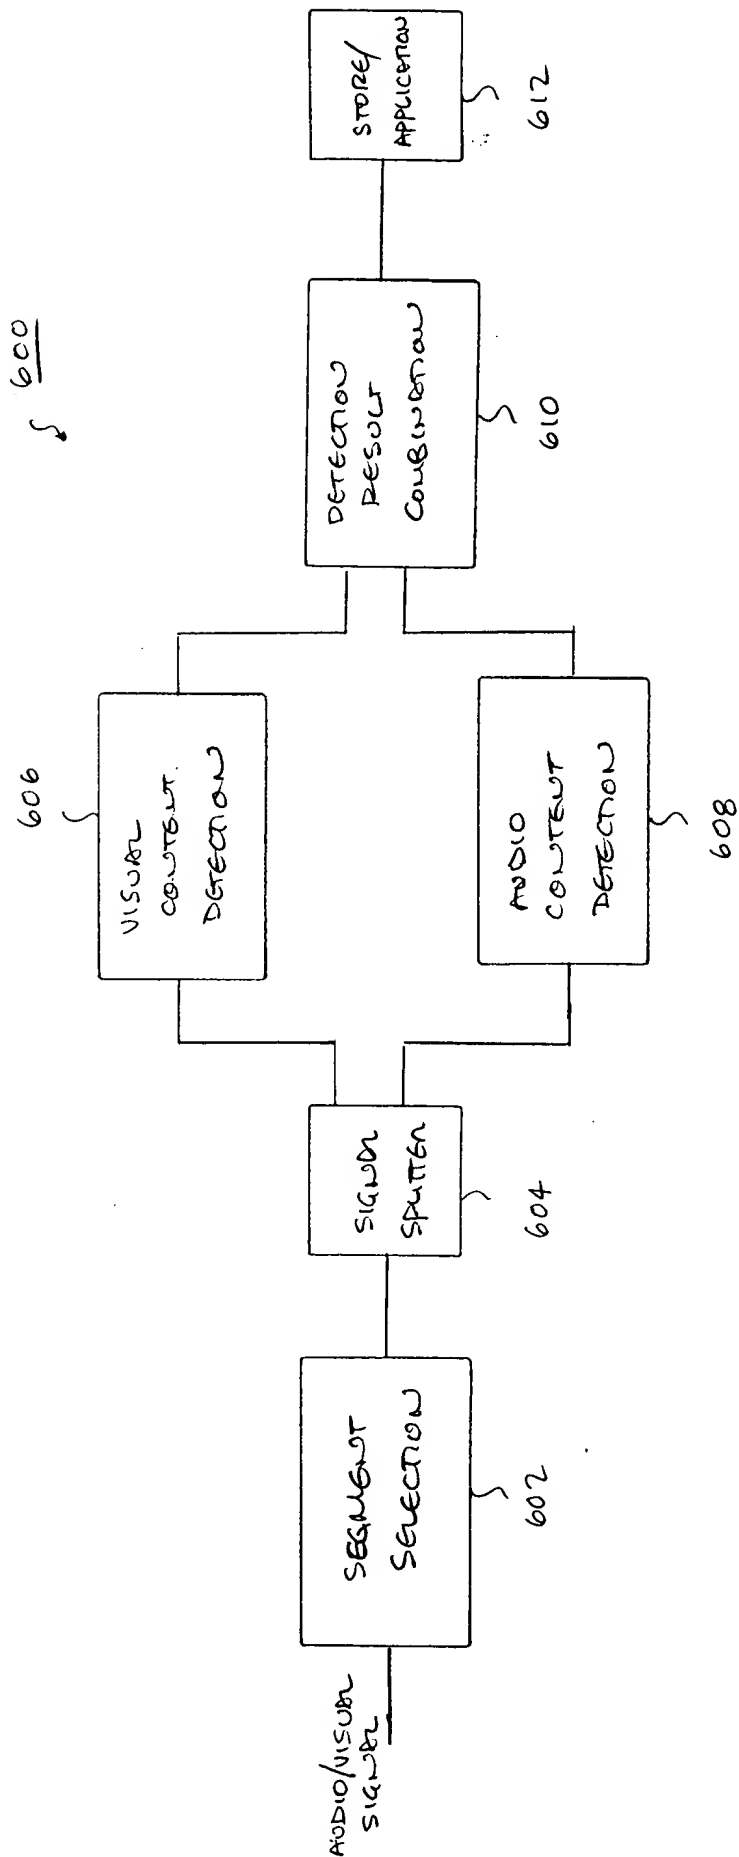 600
AUDIO/VISUAL
SIGNAL
SEGMENT
SELECTION
602
SIGNAL
SPLITTER
604
VISUAL
CONTENT
DETECTION
606
AUDIO
CONTENT
DETECTION
608
DETECTION
RESULT
COMBINATION
610
STORE/
APPLICATION
612